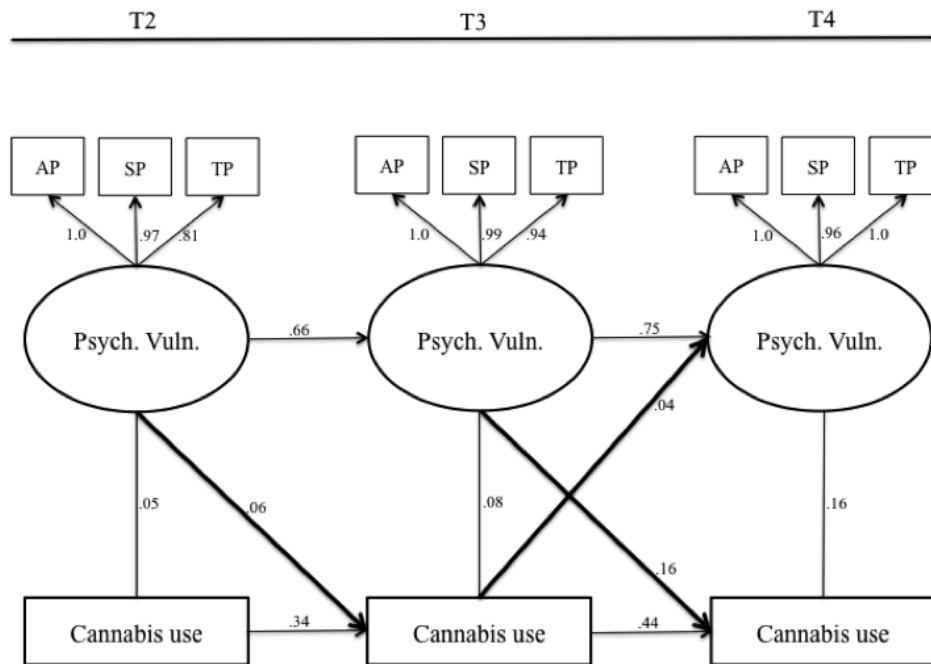 T2 T3 T4
AP SP TP AP SP TP AP SP TP
1.0 .97 .81 1.0 .99 .94 1.0 .96 1.0
Psych. Vuln. .66 Psych. Vuln. .75 Psych. Vuln.
.04
.05 .06 .08 .16
.16
Cannabis use .34 Cannabis use .44 Cannabis use